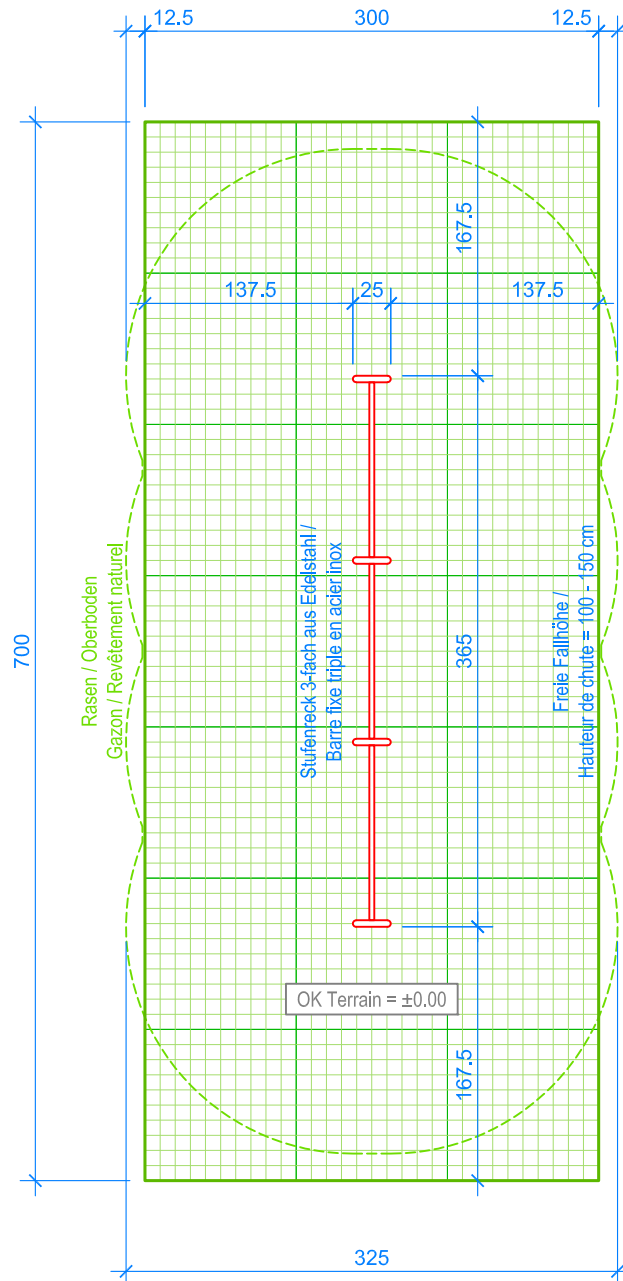 12.5
300
12.5
167.5
137.5
25
137.5
700
Rasen / Oberboden
Gazon / Revêtement naturel
Stufenreck 3-fach aus Edelstahl /
Barre fixe triple en acier inox
365
Freie Fallhöhe /
Hauteur de chute = 100 - 150 cm
OK Terrain = ±0.00
167.5
325